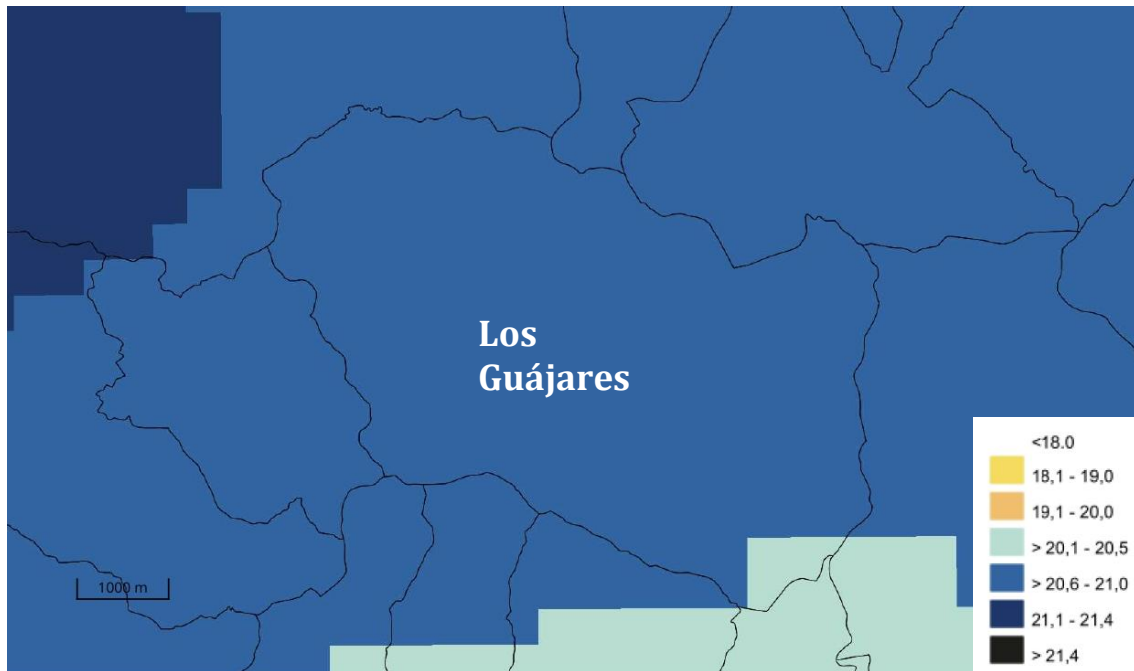 Los
Guájares
1000 m
<18.0
18,1 - 19,0
19,1 - 20,0
> 20,1 - 20,5
> 20,6 - 21,0
21,1 - 21,4
> 21,4